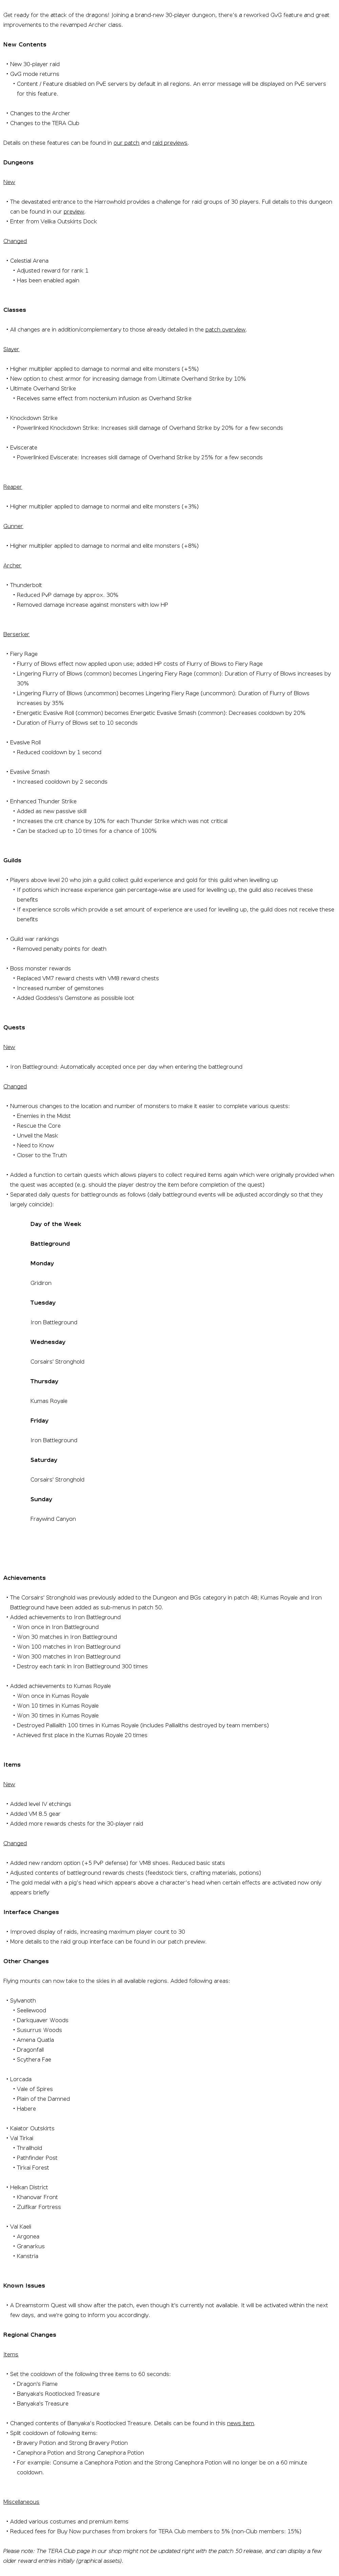 Get ready for the attack of the dragons! Joining a brand-new 30-player dungeon, there's a reworked GvG feature and great
improvements to the revamped Archer class.
New Contents
• New 30-player raid
• GvG mode returns
• Content / Feature disabled on PvE servers by default in all regions. An error message will be displayed on PvE servers
for this feature.
• Changes to the Archer
• Changes to the TERA Club
Details on these features can be found in our patch and raid previews.
Dungeons
New
• The devastated entrance to the Harrowhold provides a challenge for raid groups of 30 players. Full details to this dungeon
can be found in our preview.
• Enter from Velika Outskirts Dock
Changed
• Celestial Arena
• Adjusted reward for rank 1
• Has been enabled again
Classes
• All changes are in addition/complementary to those already detailed in the patch overview.
Slayer
• Higher multiplier applied to damage to normal and elite monsters (+5%)
• New option to chest armor for increasing damage from Ultimate Overhand Strike by 10%
• Ultimate Overhand Strike
• Receives same effect from noctenium infusion as Overhand Strike
• Knockdown Strike
• Powerlinked Knockdown Strike: Increases skill damage of Overhand Strike by 20% for a few seconds
• Eviscerate
• Powerlinked Eviscerate: Increases skill damage of Overhand Strike by 25% for a few seconds
Reaper
• Higher multiplier applied to damage to normal and elite monsters (+3%)
Gunner
• Higher multiplier applied to damage to normal and elite monsters (+8%)
Archer
• Thunderbolt
• Reduced PvP damage by approx. 30%
• Removed damage increase against monsters with low HP
Berserker
• Fiery Rage
• Flurry of Blows effect now applied upon use; added HP costs of Flurry of Blows to Fiery Rage
• Lingering Flurry of Blows (common) becomes Lingering Fiery Rage (common): Duration of Flurry of Blows increases by
30%
• Lingering Flurry of Blows (uncommon) becomes Lingering Fiery Rage (uncommon): Duration of Flurry of Blows
increases by 35%
• Energetic Evasive Roll (common) becomes Energetic Evasive Smash (common): Decreases cooldown by 20%
• Duration of Flurry of Blows set to 10 seconds
• Evasive Roll
• Reduced cooldown by 1 second
• Evasive Smash
• Increased cooldown by 2 seconds
• Enhanced Thunder Strike
• Added as new passive skill
• Increases the crit chance by 10% for each Thunder Strike which was not critical
• Can be stacked up to 10 times for a chance of 100%
Guilds
• Players above level 20 who join a guild collect guild experience and gold for this guild when levelling up
• If potions which increase experience gain percentage-wise are used for levelling up, the guild also receives these
benefits
• If experience scrolls which provide a set amount of experience are used for levelling up, the guild does not receive these
benefits
• Guild war rankings
• Removed penalty points for death
• Boss monster rewards
• Replaced VM7 reward chests with VM8 reward chests
• Increased number of gemstones
• Added Goddess's Gemstone as possible loot
Quests
New
• Iron Battleground: Automatically accepted once per day when entering the battleground
Changed
• Numerous changes to the location and number of monsters to make it easier to complete various quests:
• Enemies in the Midst
• Rescue the Core
• Unveil the Mask
• Need to Know
• Closer to the Truth
• Added a function to certain quests which allows players to collect required items again which were originally provided when
the quest was accepted (e.g. should the player destroy the item before completion of the quest)
• Separated daily quests for battlegrounds as follows (daily battleground events will be adjusted accordingly so that they
largely coincide):
Day of the Week
Battleground
Monday
Gridiron
Tuesday
Iron Battleground
Wednesday
Corsairs' Stronghold
Thursday
Kumas Royale
Friday
Iron Battleground
Saturday
Corsairs' Stronghold
Sunday
Fraywind Canyon
Achievements
• The Corsairs' Stronghold was previously added to the Dungeon and BGs category in patch 48; Kumas Royale and Iron
Battleground have been added as sub-menus in patch 50.
• Added achievements to Iron Battleground
• Won once in Iron Battleground
• Won 30 matches in Iron Battleground
• Won 100 matches in Iron Battleground
• Won 300 matches in Iron Battleground
• Destroy each tank in Iron Battleground 300 times
• Added achievements to Kumas Royale
• Won once in Kumas Royale
• Won 10 times in Kumas Royale
• Won 30 times in Kumas Royale
• Destroyed Pallialith 100 times in Kumas Royale (includes Pallialiths destroyed by team members)
• Achieved first place in the Kumas Royale 20 times
Items
New
• Added level IV etchings
• Added VM 8.5 gear
• Added more rewards chests for the 30-player raid
Changed
• Added new random option (+5 PvP defense) for VM8 shoes. Reduced basic stats
• Adjusted contents of battleground rewards chests (feedstock tiers, crafting materials, potions)
• The gold medal with a pig's head which appears above a character's head when certain effects are activated now only
appears briefly
Interface Changes
• Improved display of raids, increasing maximum player count to 30
• More details to the raid group interface can be found in our patch preview.
Other Changes
Flying mounts can now take to the skies in all available regions. Added following areas:
• Sylvanoth
• Seeliewood
• Darkquaver Woods
• Susurrus Woods
• Amena Quatla
• Dragonfall
• Scythera Fae
• Lorcada
• Vale of Spires
• Plain of the Damned
• Habere
• Kaiator Outskirts
• Val Tirkai
• Thrallhold
• Pathfinder Post
• Tirkai Forest
• Helkan District
• Khanovar Front
• Zulfikar Fortress
• Val Kaeli
• Argonea
• Granarkus
• Kanstria
Known Issues
• A Dreamstorm Quest will show after the patch, even though it's currently not available. It will be activated within the next
few days, and we're going to inform you accordingly.
Regional Changes
Items
• Set the cooldown of the following three items to 60 seconds:
• Dragon's Flame
• Banyaka's Rootlocked Treasure
• Banyaka's Treasure
• Changed contents of Banyaka's Rootlocked Treasure. Details can be found in this news item.
• Split cooldown of following items:
• Bravery Potion and Strong Bravery Potion
• Canephora Potion and Strong Canephora Potion
• For example: Consume a Canephora Potion and the Strong Canephora Potion will no longer be on a 60 minute
cooldown.
Miscellaneous
• Added various costumes and premium items
• Reduced fees for Buy Now purchases from brokers for TERA Club members to 5% (non-Club members: 15%)
Please note: The TERA Club page in our shop might not be updated right with the patch 50 release, and can display a few
older reward entries initially (graphical assets).